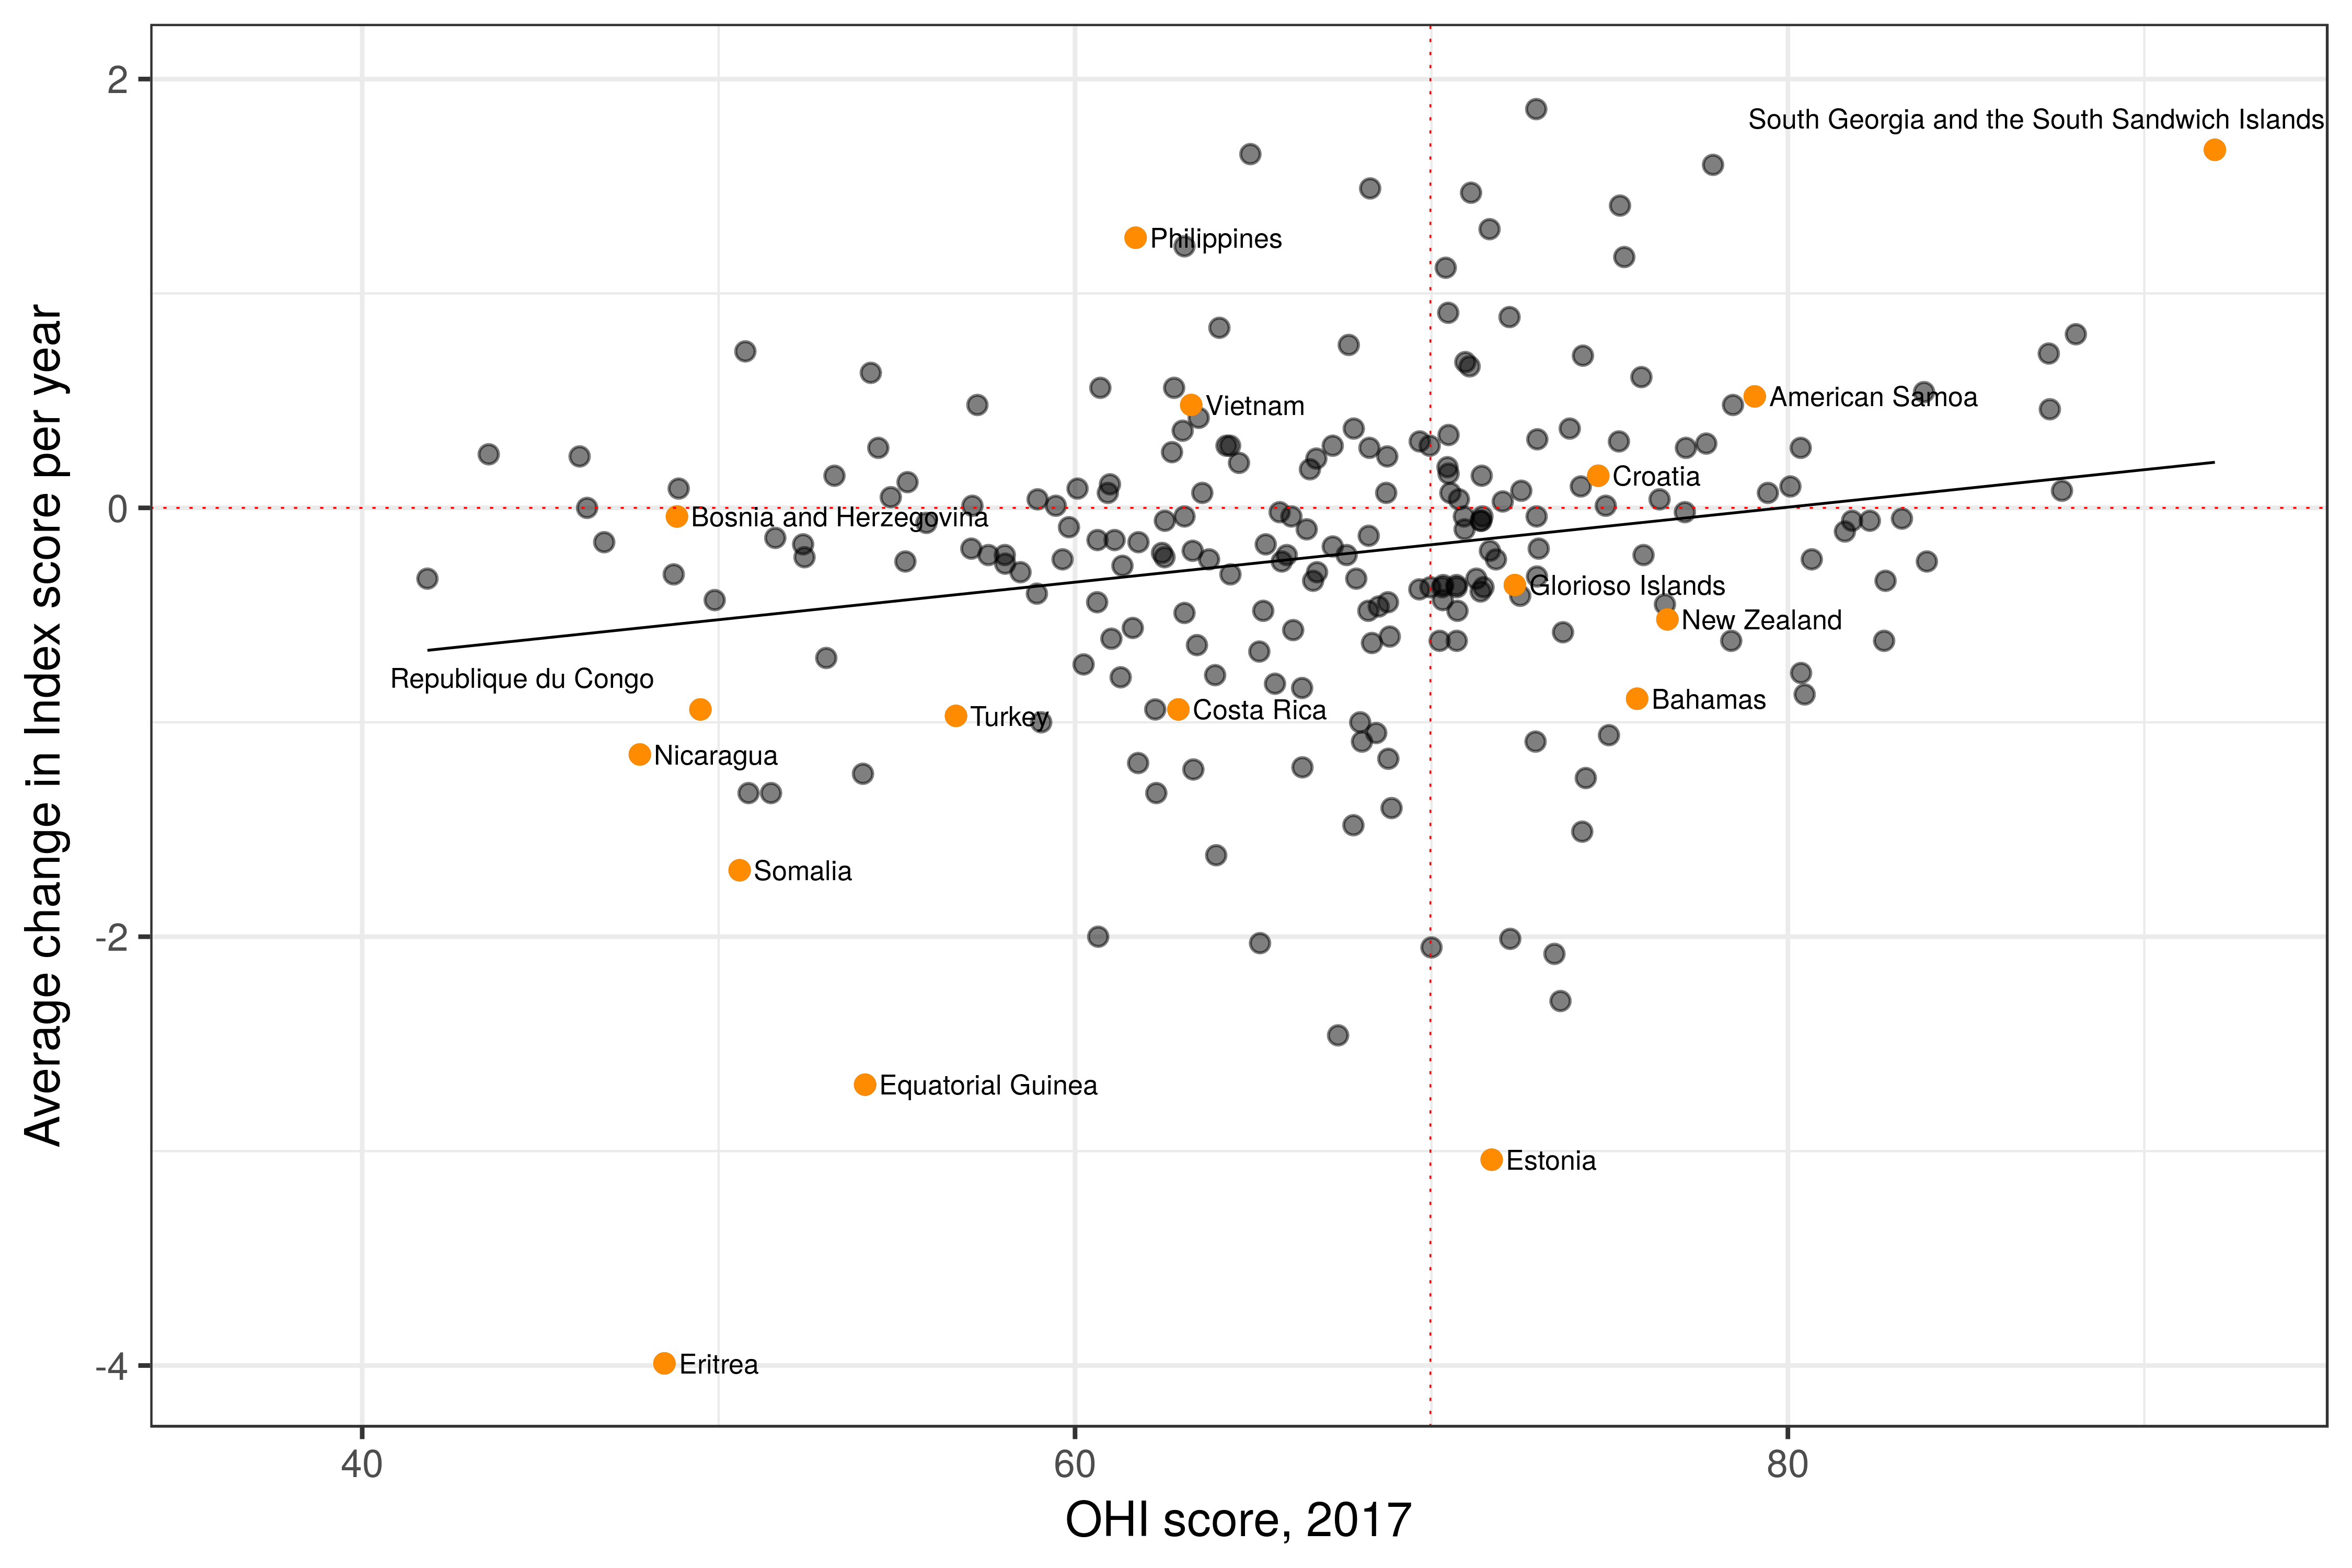 2
South Georgia and the South Sandwich Islands
Philippines
American Samoa
Vietnam
Croatia
0
Bosnia and Herzegovina
Glorioso Islands
New Zealand
Republique du Congo
Bahamas
Costa Rica
Turkey
Nicaragua
Somalia
-2
Equatorial Guinea
Estonia
Eritrea
-4
Average change in Index score per year
40
60
80
OHI score, 2017